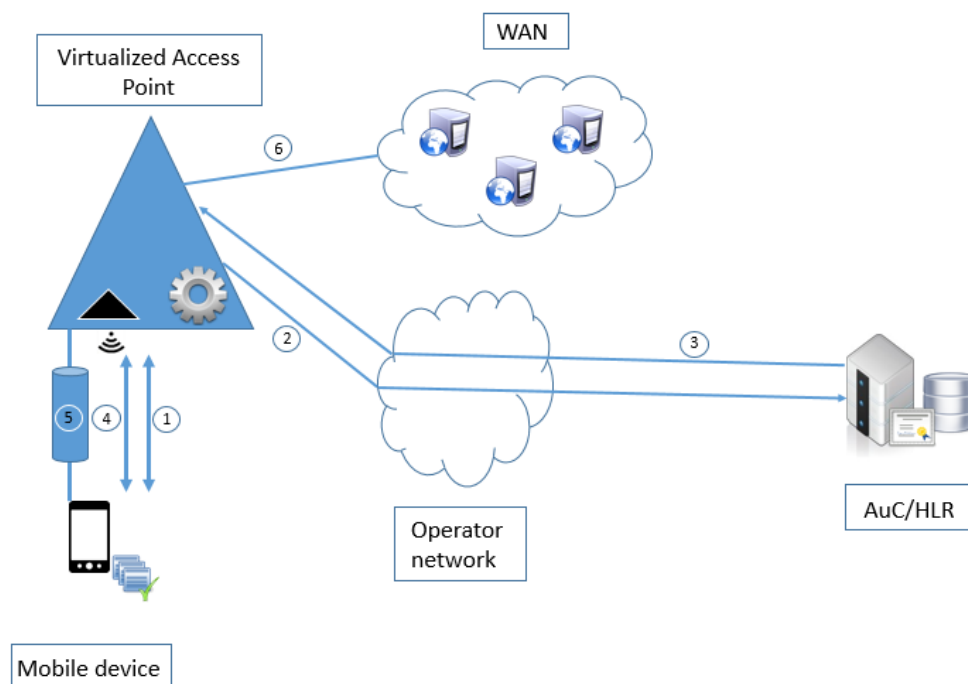 WAN
Virtualized Access
Point
6
2
3
5
4
1
AuC/HLR
Operator
network
Mobile device